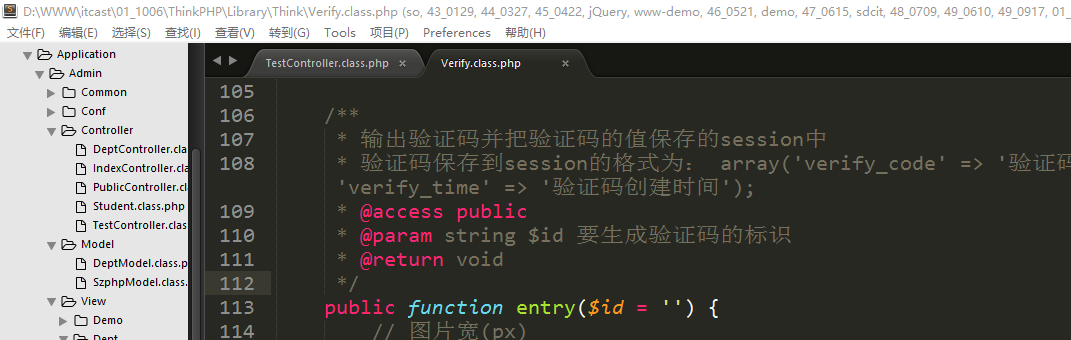 D:\WWW\itcast\01_1006\ThinkPHP\Library\Think\Verify.class.php (so, 43_0129, 44_0327, 45_0422, jQuery, www-demo, 46_0521, demo, 47_0615, sdcit, 48_0709, 49_0610, 49_0917, 01_
文件(F) 编辑(E) 选择(S) 查找(I) 查看(V) 转到(G) Tools 项目(P) Preferences 帮助(H)
Application
Admin
Common
Conf
Controller
DeptController.cla
IndexController.cla
PublicController.c
Student.class.php
TestController.clas
Model
DeptModel.class.p
SzphpModel.class.
View
Demo
Dept
TestController.class.php × Verify.class.php ×
105
106 /**
107 * 输出验证码并把验证码的值保存的session中
108 * 验证码保存到session的格式为： array('verify_code' => '验证码
'verify_time' => '验证码创建时间');
109 * @access public
110 * @param string $id 要生成验证码的标识
111 * @return void
112 */
113 public function entry($id = '') {
114 // 图片宽(px)